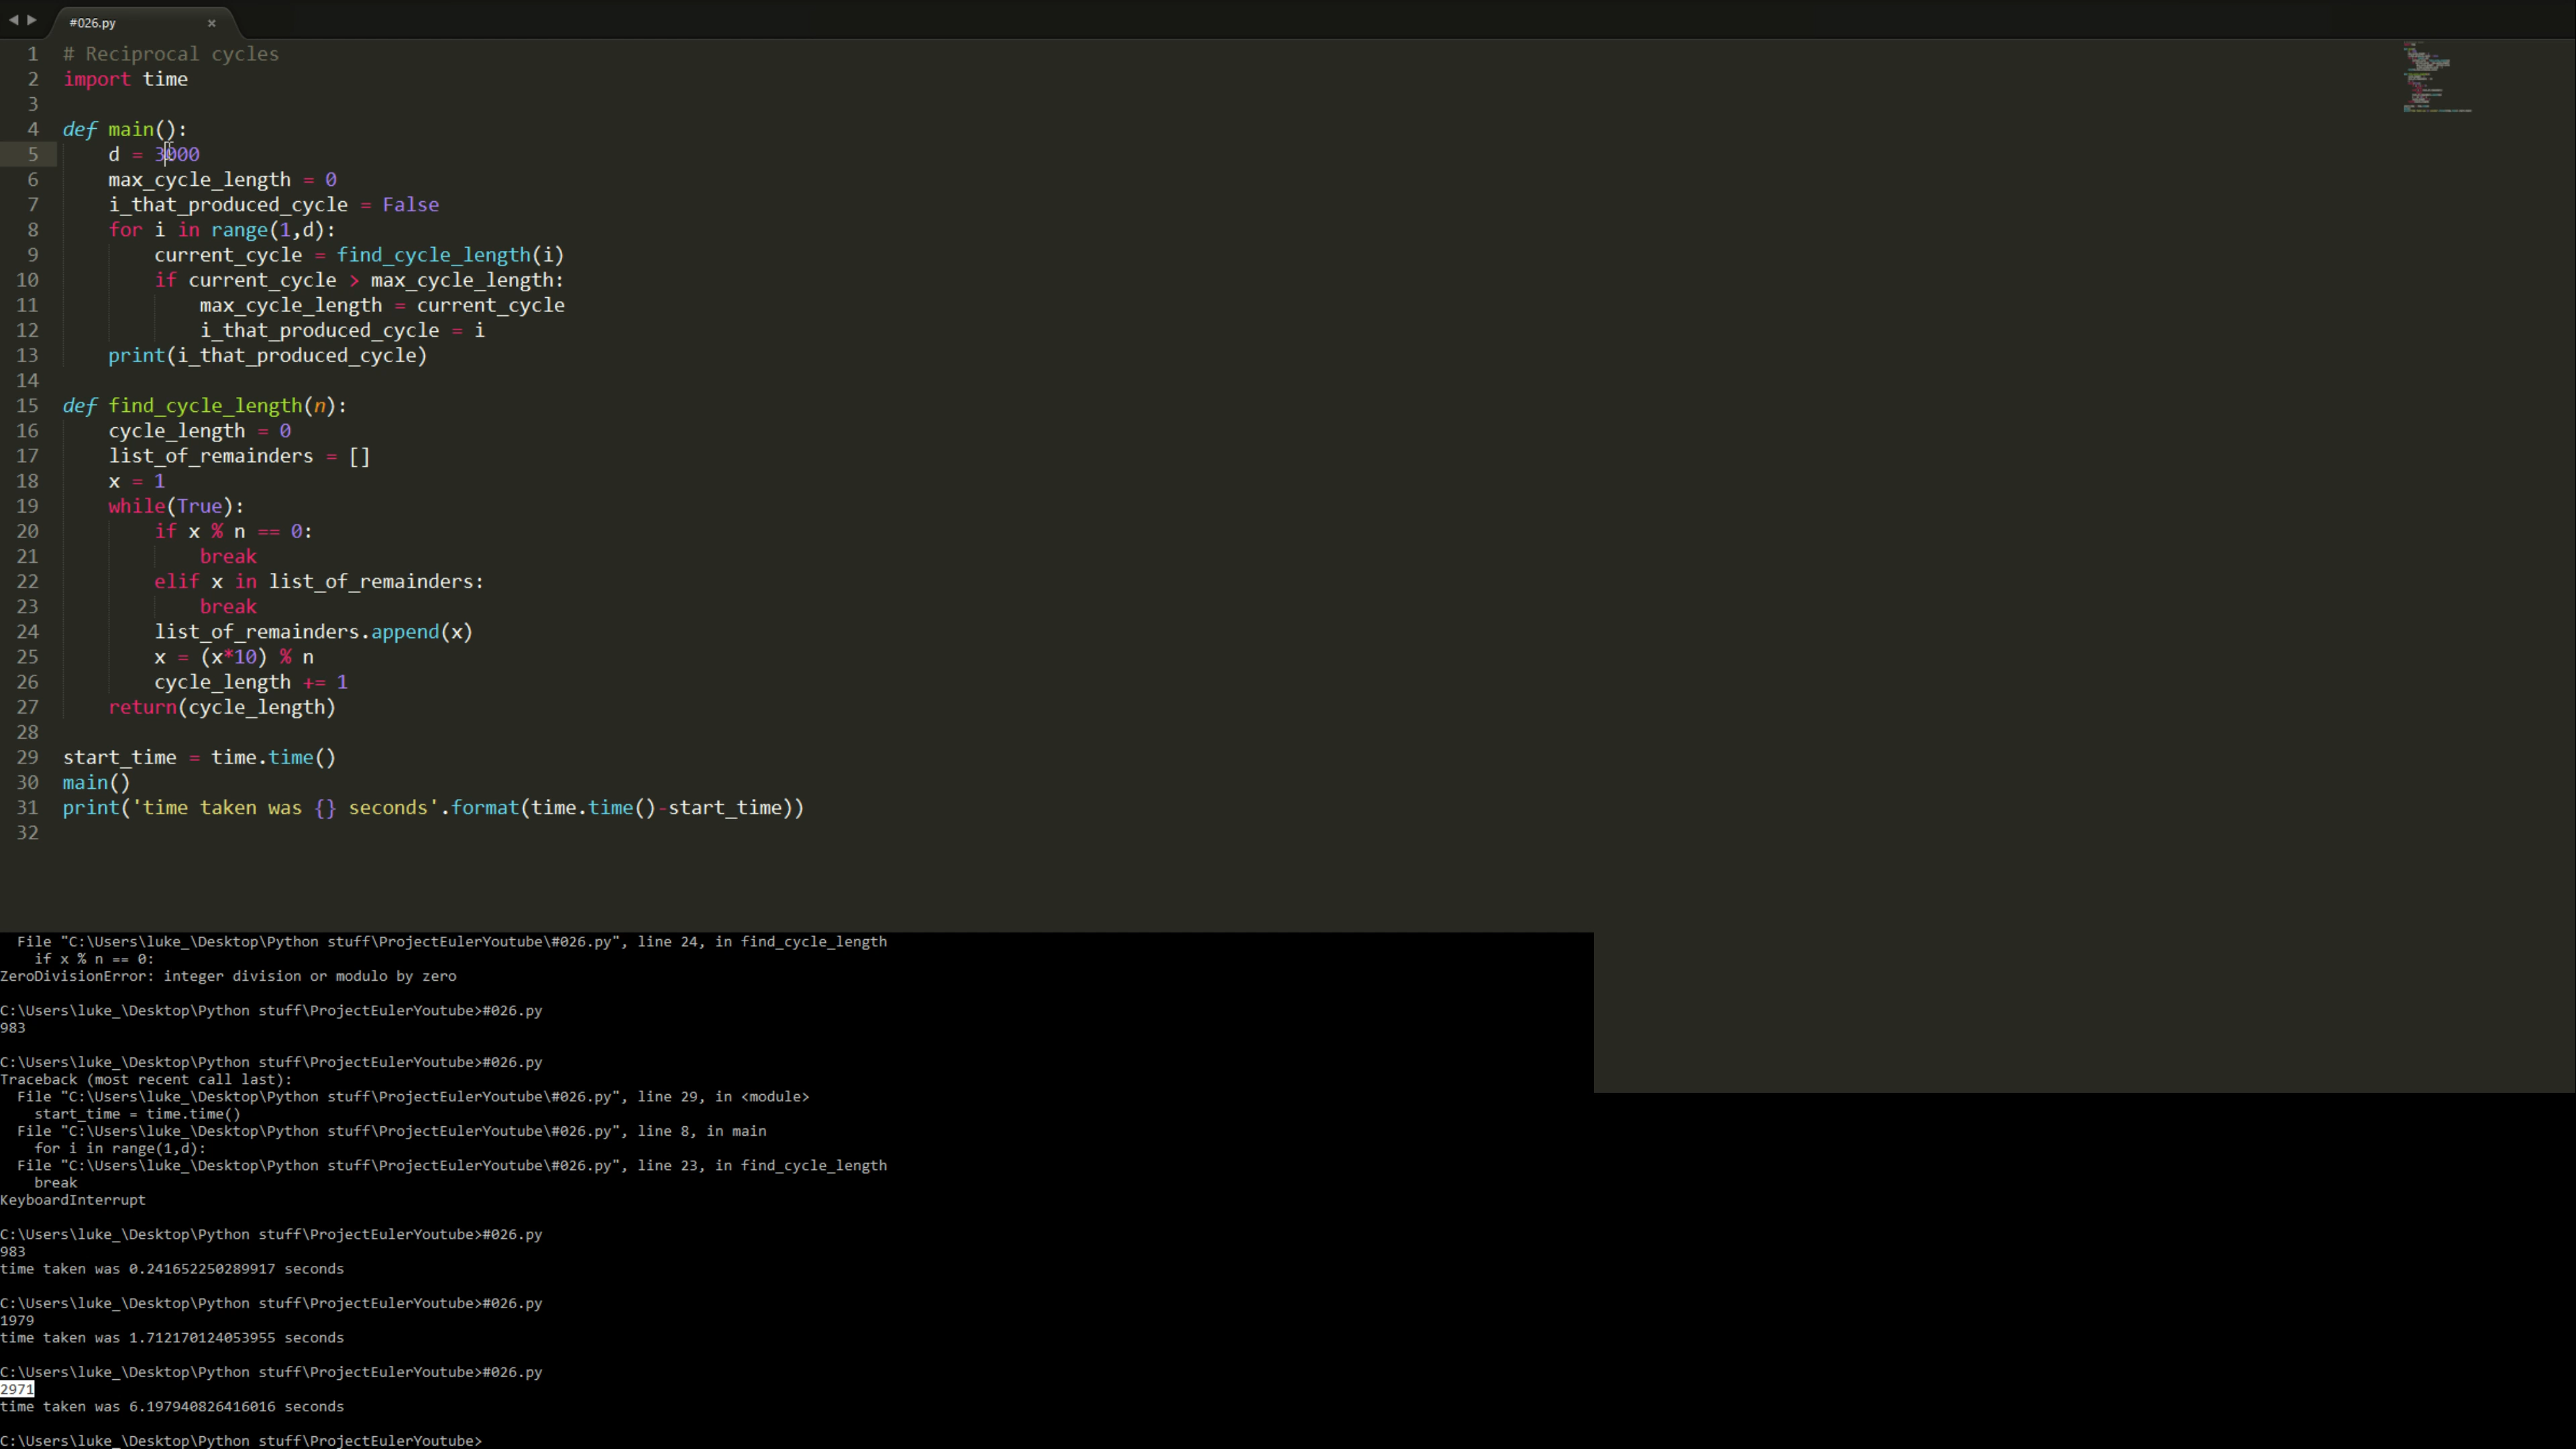 #026.py ×
1 # Reciprocal cycles
2 import time
3
4 def main():
5     d = 3000
6     max_cycle_length = 0
7     i_that_produced_cycle = False
8     for i in range(1,d):
9         current_cycle = find_cycle_length(i)
10         if current_cycle > max_cycle_length:
11             max_cycle_length = current_cycle
12             i_that_produced_cycle = i
13     print(i_that_produced_cycle)
14
15 def find_cycle_length(n):
16     cycle_length = 0
17     list_of_remainders = []
18     x = 1
19     while(True):
20         if x % n == 0:
21             break
22         elif x in list_of_remainders:
23             break
24         list_of_remainders.append(x)
25         x = (x*10) % n
26         cycle_length += 1
27     return(cycle_length)
28
29 start_time = time.time()
30 main()
31 print('time taken was {} seconds'.format(time.time()-start_time))
32
  File "C:\Users\luke_\Desktop\Python stuff\ProjectEulerYoutube\#026.py", line 24, in find_cycle_length
    if x % n == 0:
ZeroDivisionError: integer division or modulo by zero
C:\Users\luke_\Desktop\Python stuff\ProjectEulerYoutube>#026.py
983
C:\Users\luke_\Desktop\Python stuff\ProjectEulerYoutube>#026.py
Traceback (most recent call last):
  File "C:\Users\luke_\Desktop\Python stuff\ProjectEulerYoutube\#026.py", line 29, in <module>
    start_time = time.time()
  File "C:\Users\luke_\Desktop\Python stuff\ProjectEulerYoutube\#026.py", line 8, in main
    for i in range(1,d):
  File "C:\Users\luke_\Desktop\Python stuff\ProjectEulerYoutube\#026.py", line 23, in find_cycle_length
    break
KeyboardInterrupt
C:\Users\luke_\Desktop\Python stuff\ProjectEulerYoutube>#026.py
983
time taken was 0.241652250289917 seconds
C:\Users\luke_\Desktop\Python stuff\ProjectEulerYoutube>#026.py
1979
time taken was 1.712170124053955 seconds
C:\Users\luke_\Desktop\Python stuff\ProjectEulerYoutube>#026.py
2971
time taken was 6.197940826416016 seconds
C:\Users\luke_\Desktop\Python stuff\ProjectEulerYoutube>